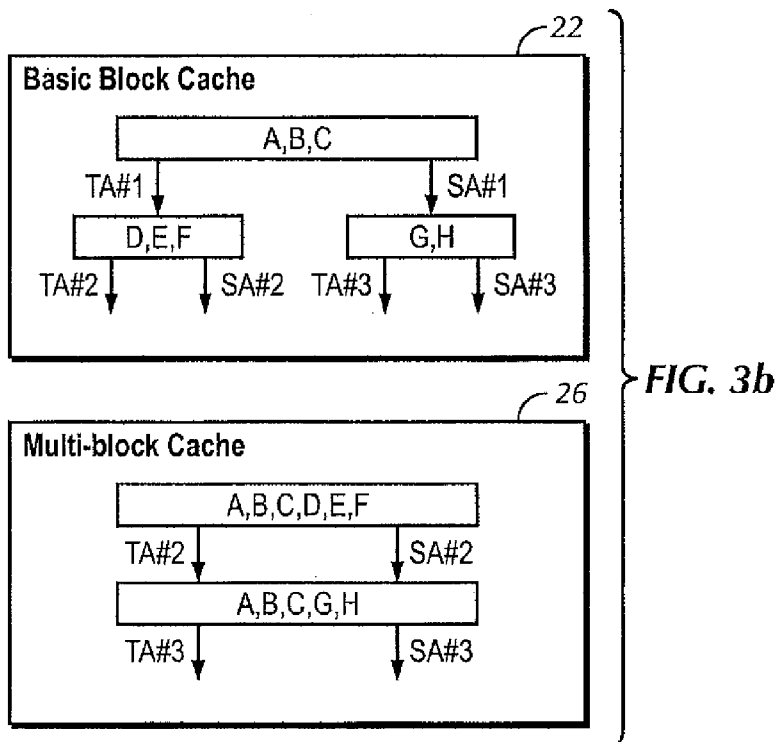 22
Basic Block Cache
A,B,C
TA#1 SA#1
D,E,F G,H
TA#2 SA#2 TA#3 SA#3
FIG. 3b
26
Multi-block Cache
A,B,C,D,E,F
TA#2 SA#2
A,B,C,G,H
TA#3 SA#3